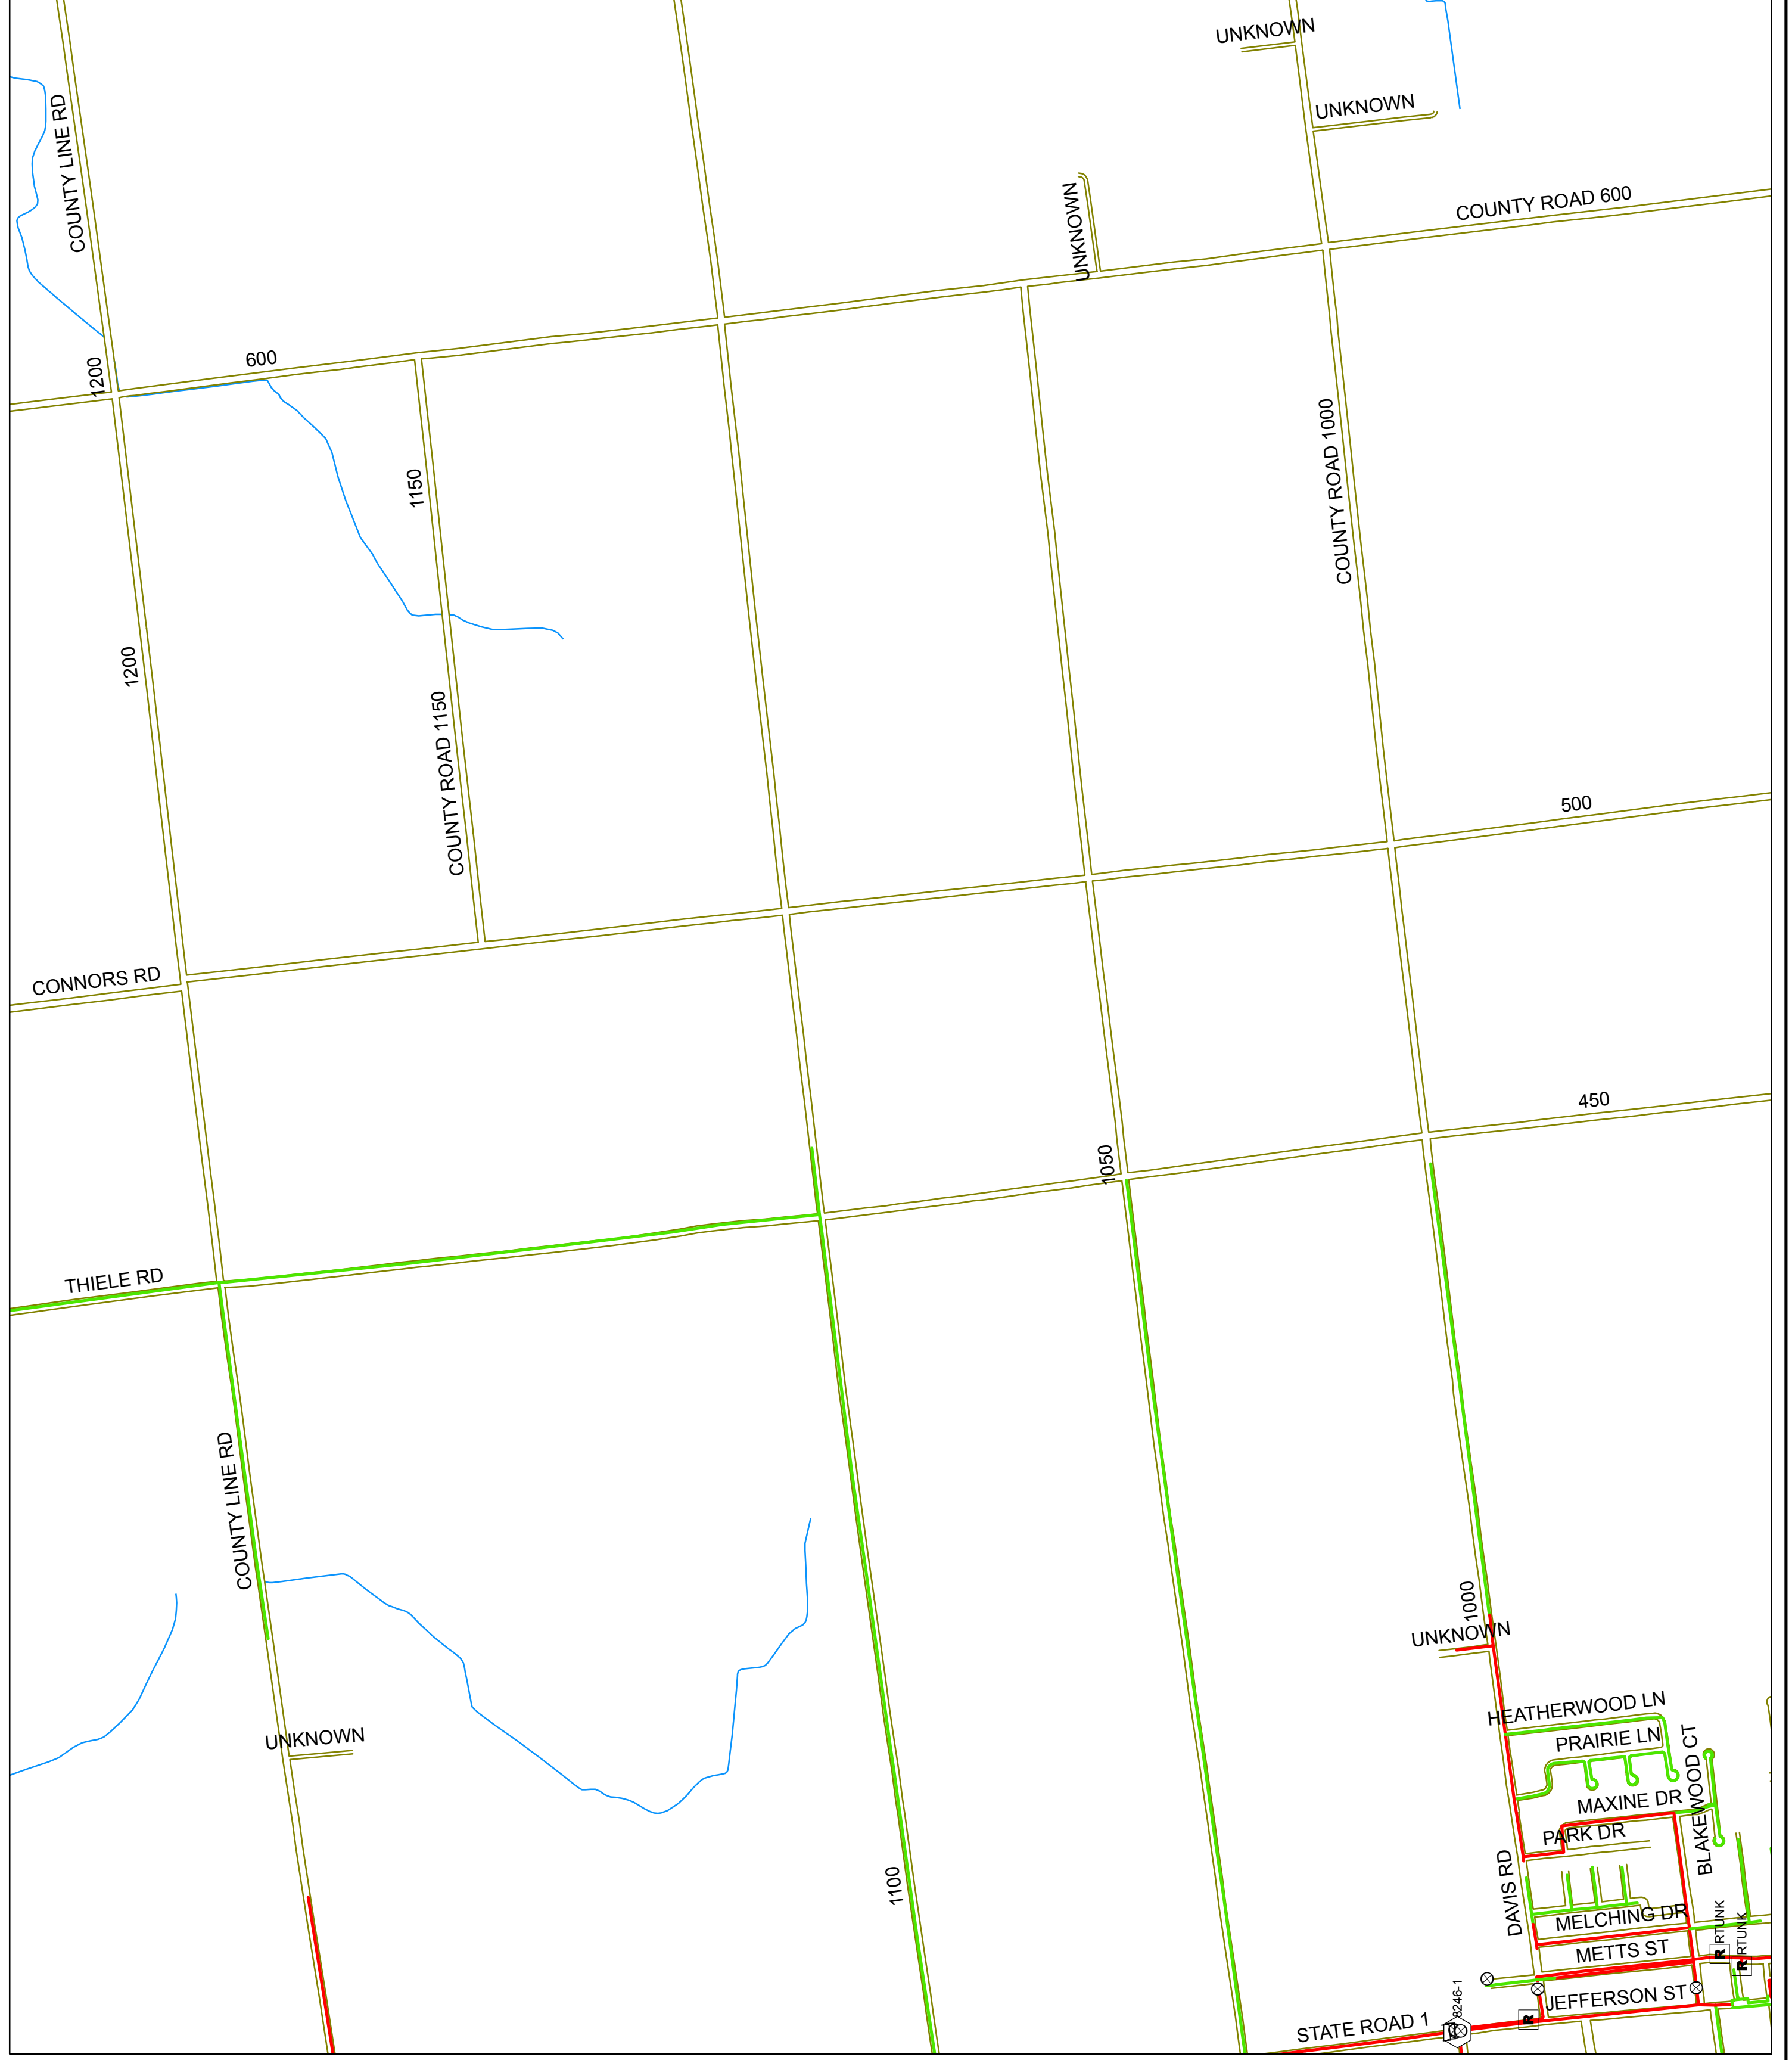 UNKNOWN
UNKNOWN
COUNTY LINE RD
UNKNOWN
COUNTY ROAD 600
1200
600
1150
COUNTY ROAD 1000
1200
COUNTY ROAD 1150
500
CONNORS RD
450
1050
THIELE RD
COUNTY LINE RD
1000
UNKNOWN
UNKNOWN
HEATHERWOOD LN
PRAIRIE LN
BLAKEWOOD CT
MAXINE DR
PARK DR
1100
DAVIS RD
MELCHING DR
R RTUNK
R RTUNK
METTS ST
8246-1
JEFFERSON ST
R
STATE ROAD 1